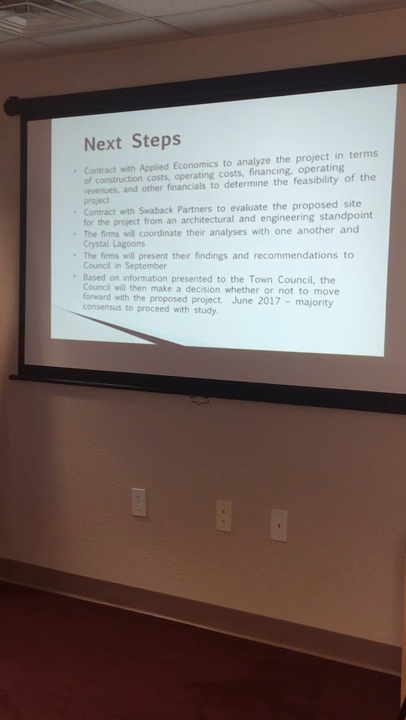 Next Steps
Contract with Applied Economics to analyze the project in terms
of construction costs, operating costs, financing, operating
revenues, and other financials to determine the feasibility of the
project
Contract with Swaback Partners to evaluate the proposed site
for the project from an architectural and engineering standpoint
The firms will coordinate their analyses with one another and
Crystal Lagoons
The firms will present their findings and recommendations to
Council in September
Based on information presented to the Town Council, the
Council will then make a decision whether or not to move
forward with the proposed project. June 2017 – majority
consensus to proceed with study.